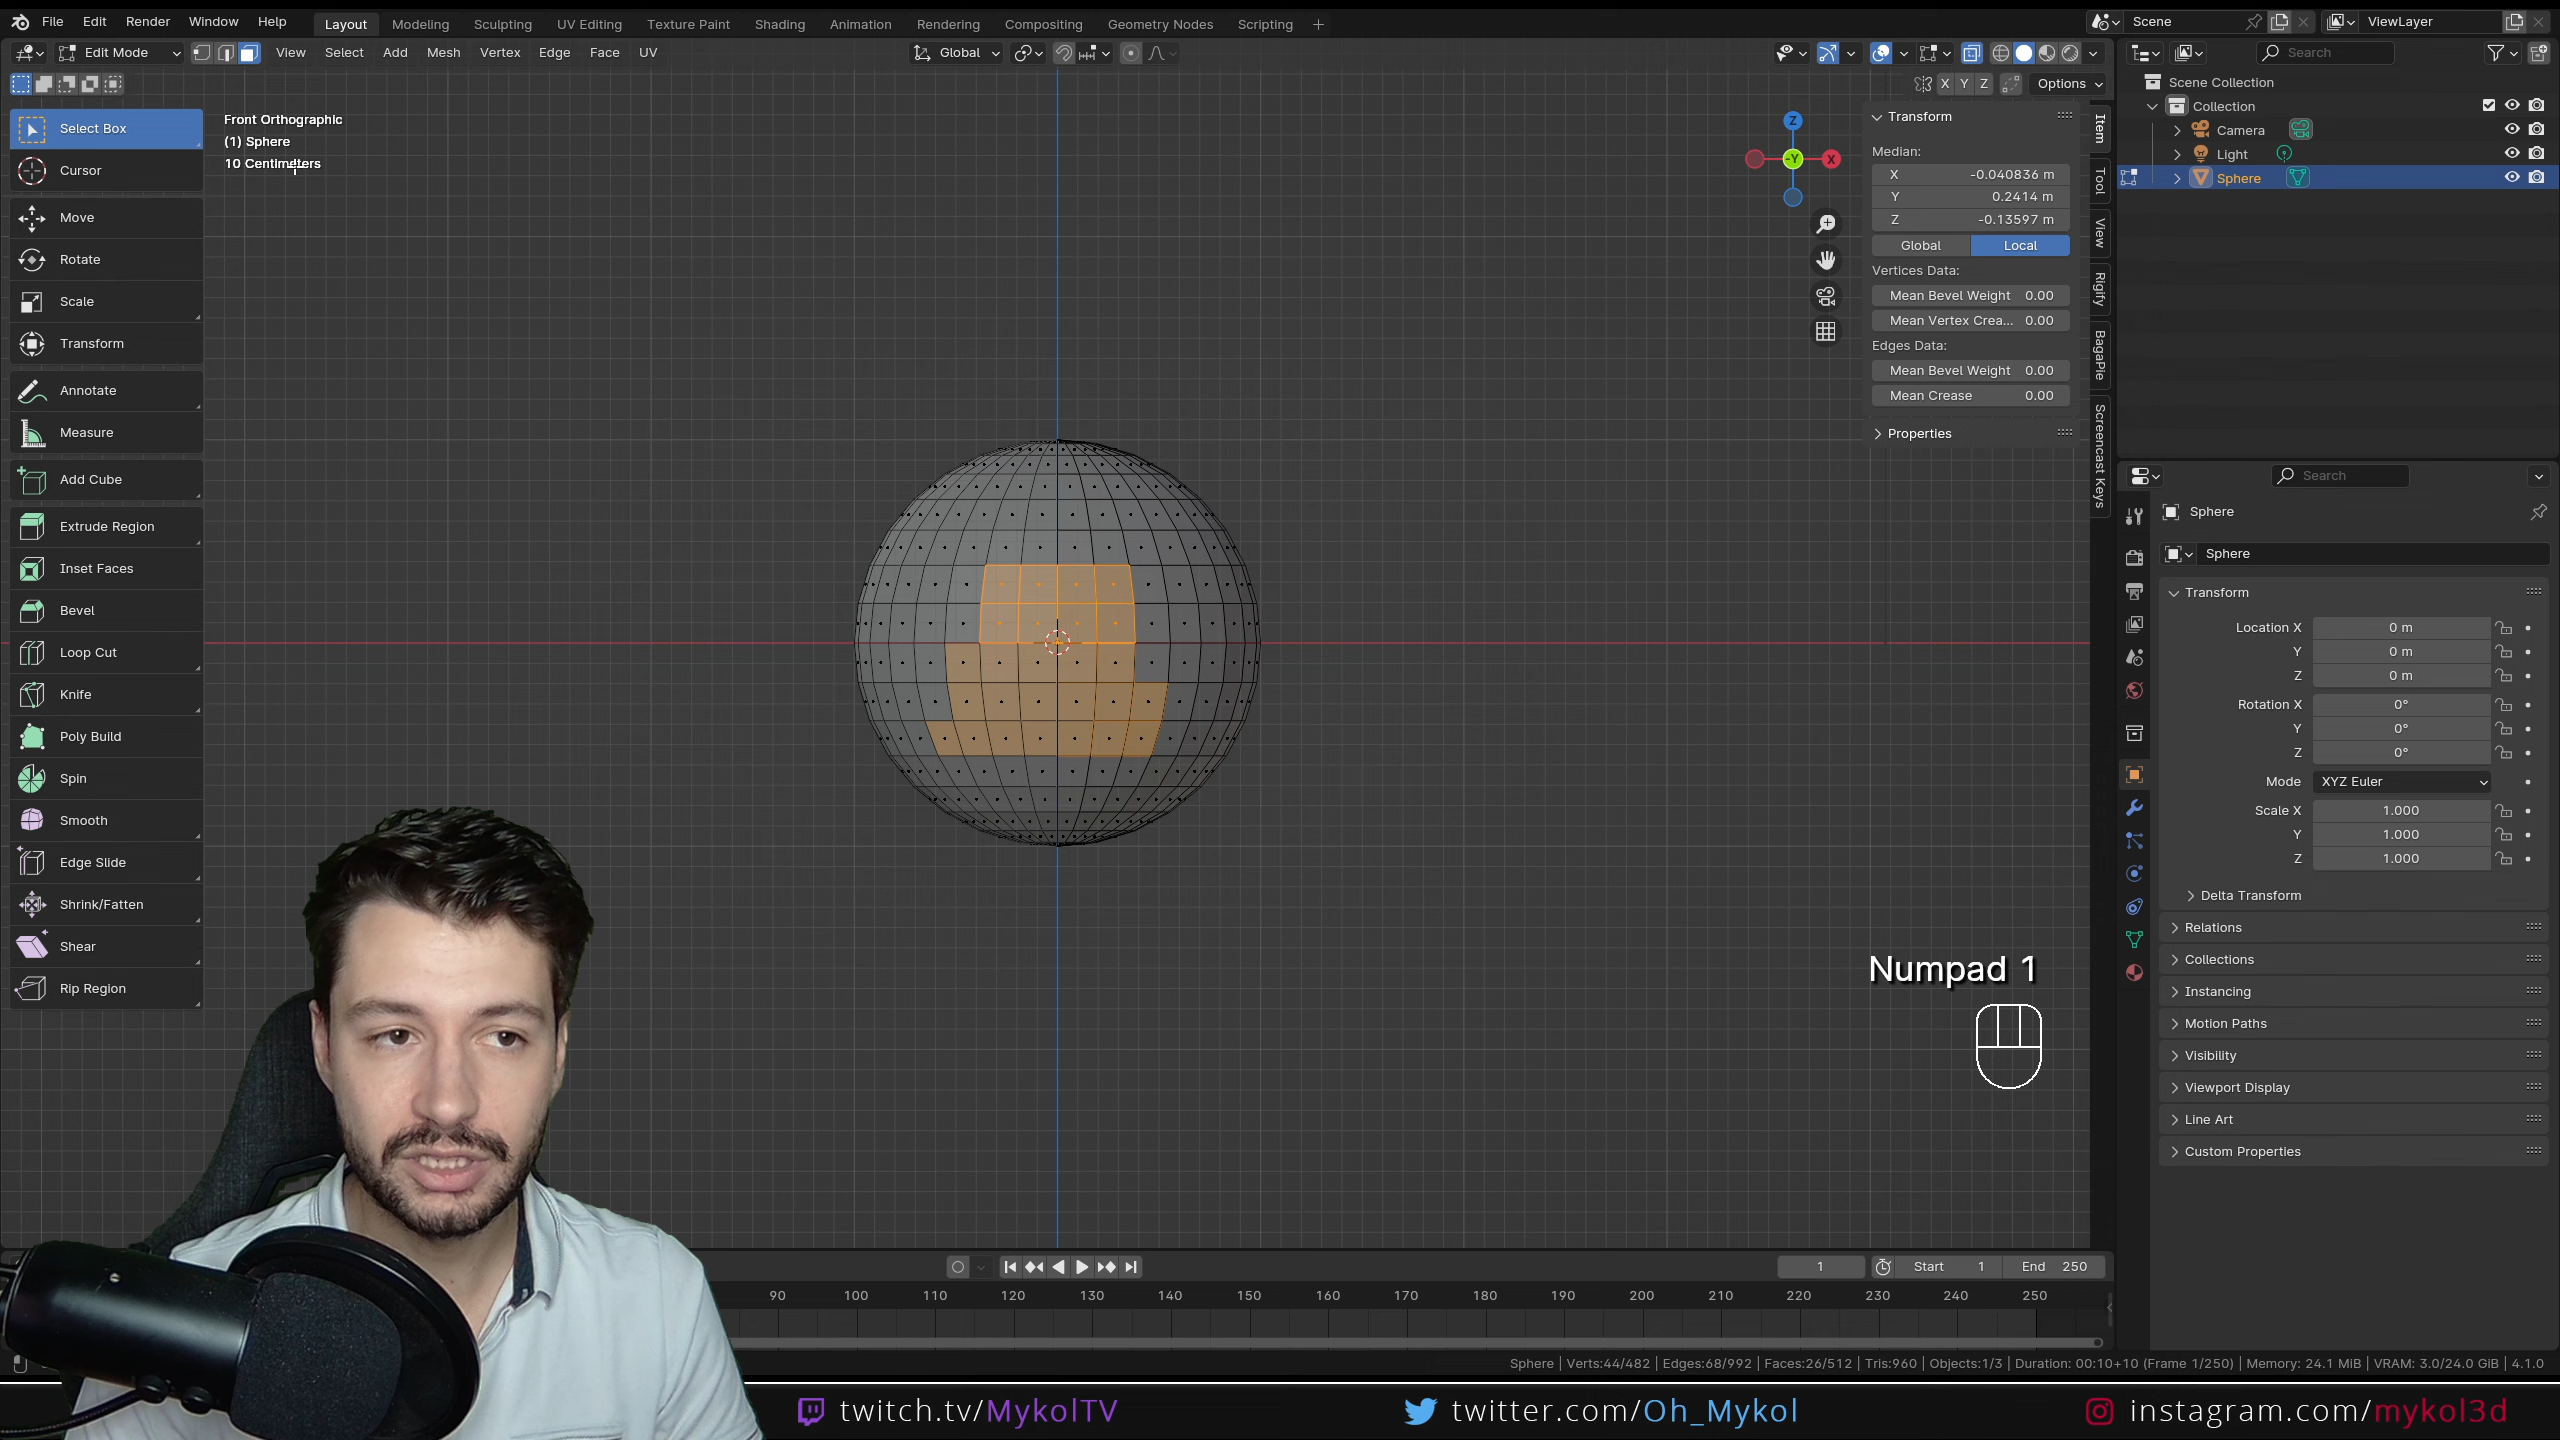 File Edit Render Window Help Layout Modeling Sculpting UV Editing Texture Paint Shading Animation Rendering Compositing Geometry Nodes Scripting + Scene ViewLayer
Edit Mode View Select Add Mesh Vertex Edge Face UV Global Search
X Y Z Options
Scene Collection
Collection
Camera
Light
Sphere
Select Box
Cursor
Move
Rotate
Scale
Transform
Annotate
Measure
Add Cube
Extrude Region
Inset Faces
Bevel
Loop Cut
Knife
Poly Build
Spin
Smooth
Edge Slide
Shrink/Fatten
Shear
Rip Region
Front Orthographic
(1) Sphere
10 Centimeters
Z
-Y
X
Transform
Median:
X -0.040836 m
Y 0.2414 m
Z -0.13597 m
Global Local
Vertices Data:
Mean Bevel Weight 0.00
Mean Vertex Crea... 0.00
Edges Data:
Mean Bevel Weight 0.00
Mean Crease 0.00
Properties
Item
Tool
View
Rigify
BagaPie
Screencast Keys
Search
Sphere
Sphere
Transform
Location X 0 m
Y 0 m
Z 0 m
Rotation X 0°
Y 0°
Z 0°
Mode XYZ Euler
Scale X 1.000
Y 1.000
Z 1.000
Delta Transform
Relations
Collections
Instancing
Motion Paths
Visibility
Viewport Display
Line Art
Custom Properties
Numpad 1
1 Start 1 End 250
90 100 110 120 130 140 150 160 170 180 190 200 210 220 230 240 250
Sphere | Verts:44/482 | Edges:68/992 | Faces:26/512 | Tris:960 | Objects:1/3 | Duration: 00:10+10 (Frame 1/250) | Memory: 24.1 MiB | VRAM: 3.0/24.0 GiB | 4.1.0
twitch.tv/MykolTV twitter.com/Oh_Mykol instagram.com/mykol3d